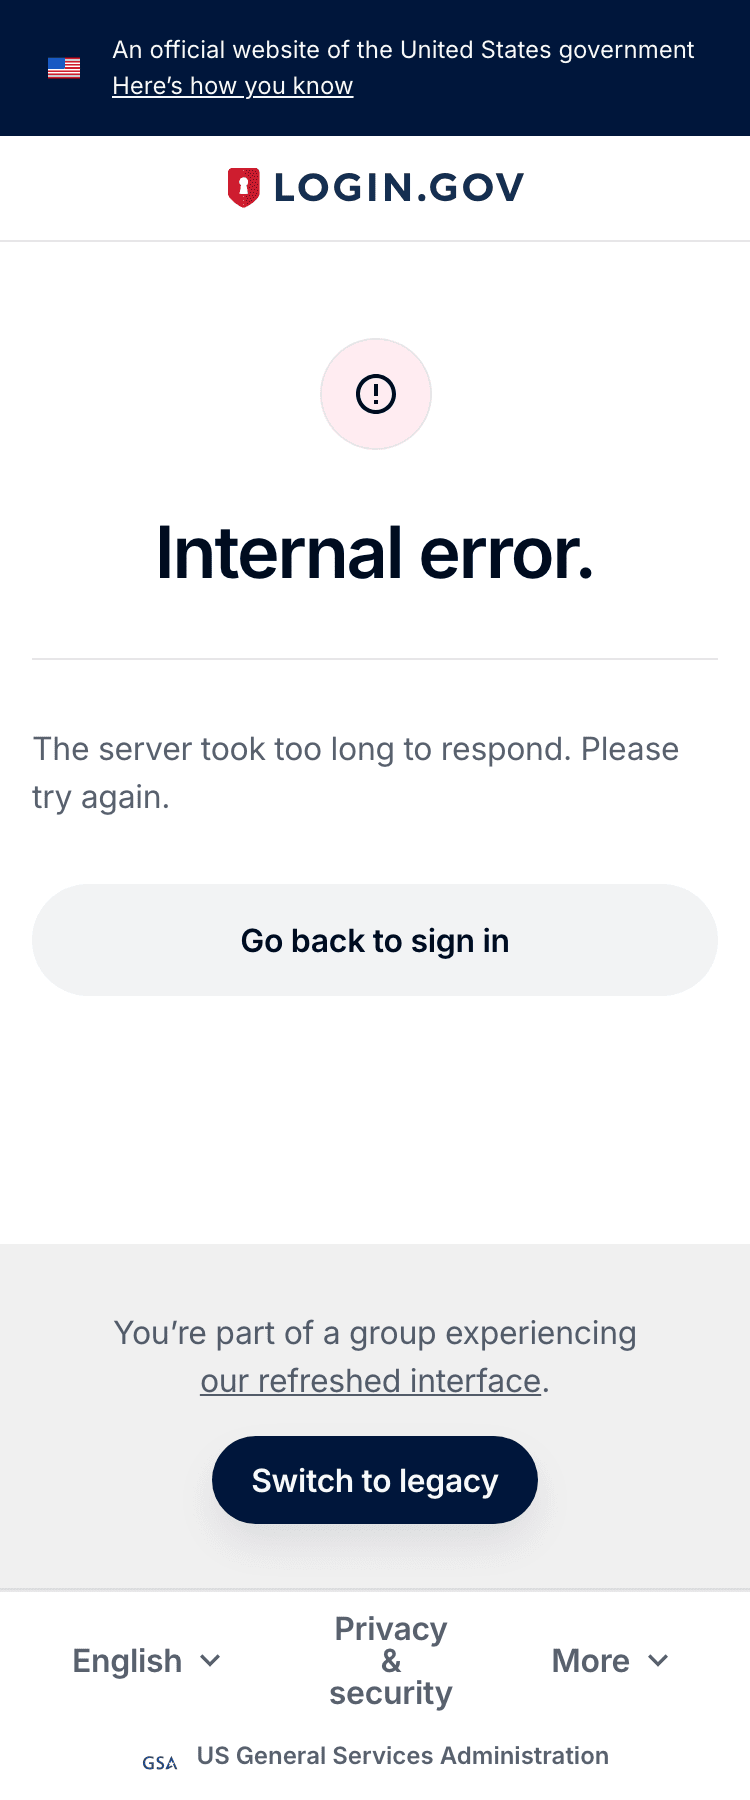 An official website of the United States government
Here’s how you know
LOGIN.GOV
Internal error.
The server took too long to respond. Please
try again.
Go back to sign in
You’re part of a group experiencing
our refreshed interface.
Switch to legacy
English
Privacy
&
security
More
GSA
US General Services Administration